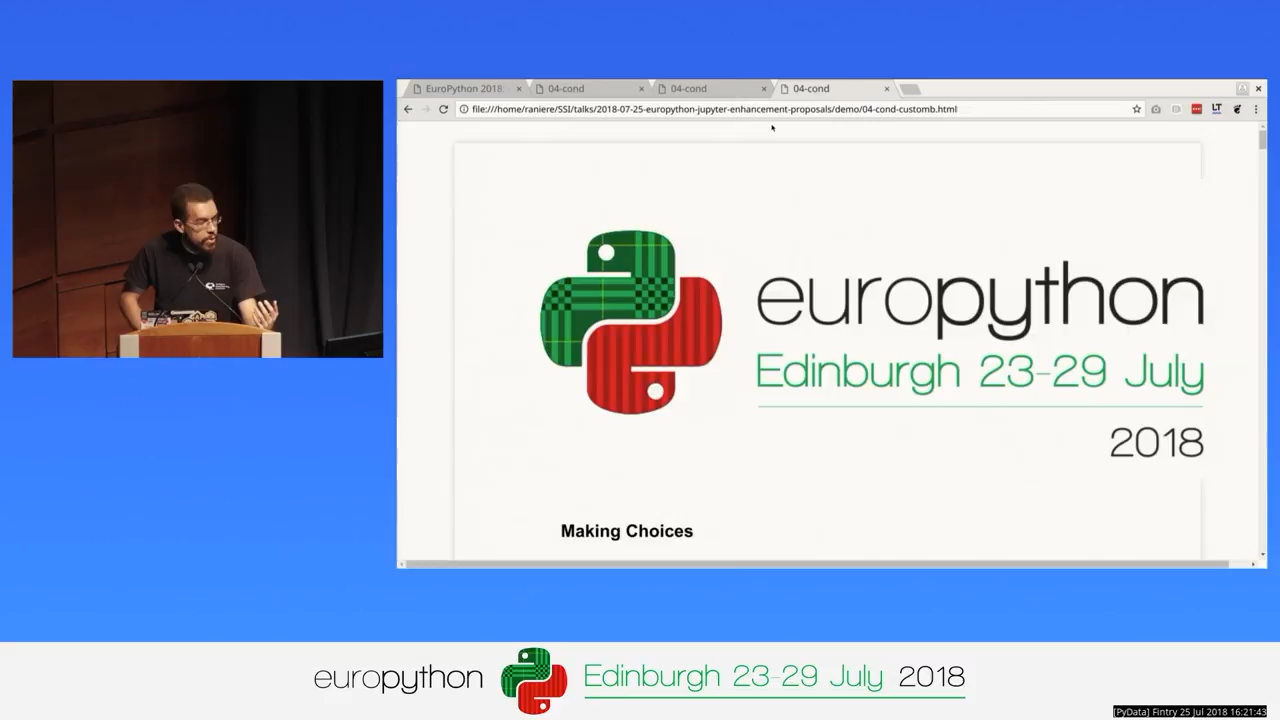 EuroPython 2018:
04-cond
04-cond
04-cond
file:///home/raniere/SSI/talks/2018-07-25-europython-jupyter-enhancement-proposals/demo/04-cond-customb.html
LT
europython
Edinburgh 23-29 July
2018
Making Choices
europython Edinburgh 23-29 July 2018
[PyData] Fintry 25 Jul 2018 16:21:43